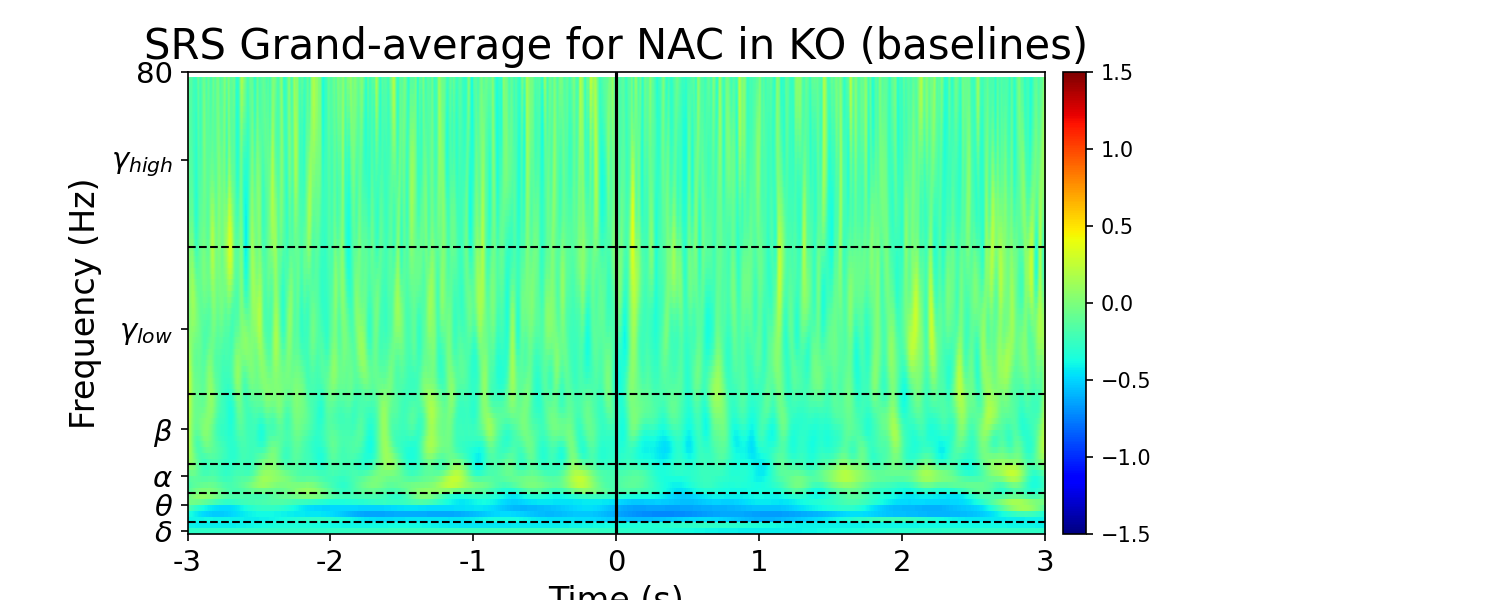 SRS Grand-average for NAC in KO (baselines)
80
γhigh
γlow
β
α
θ
δ
Frequency (Hz)
-3 -2 -1 0 1 2 3
Time (s)
1.5
1.0
0.5
0.0
−0.5
−1.0
−1.5